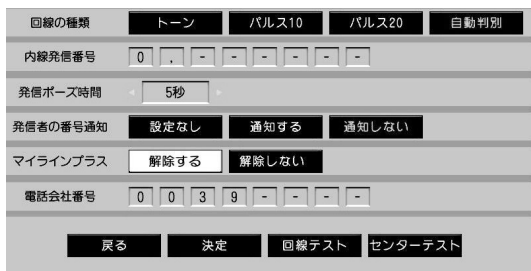 回線の種類 トーン パルス10 パルス20 自動判別
内線発信番号 0 , - - - - - -
発信ポーズ時間 5秒
発信者の番号通知 設定なし 通知する 通知しない
マイラインプラス 解除する 解除しない
電話会社番号 0 0 3 9 - - - -
戻る 決定 回線テスト センターテスト